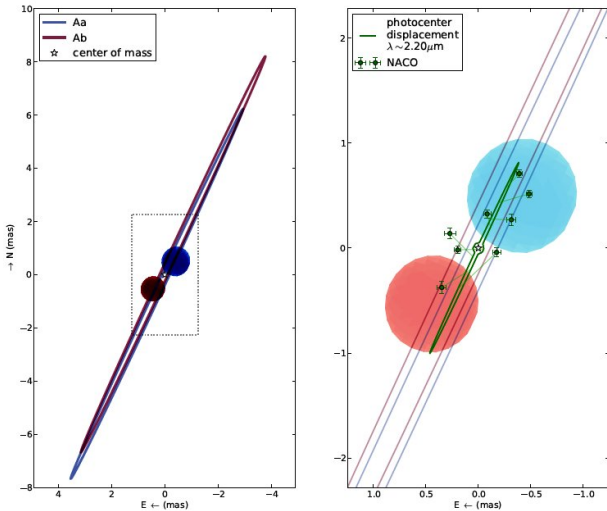 Aa
Ab
center of mass
10
8
6
4
2
0
−2
−4
−6
−8
→ N (mas)
4
2
0
−2
−4
E ← (mas)
photocenter
displacement
λ∼2.20μm
NACO
2
1
0
−1
−2
1.0
0.5
0.0
−0.5
−1.0
E ← (mas)